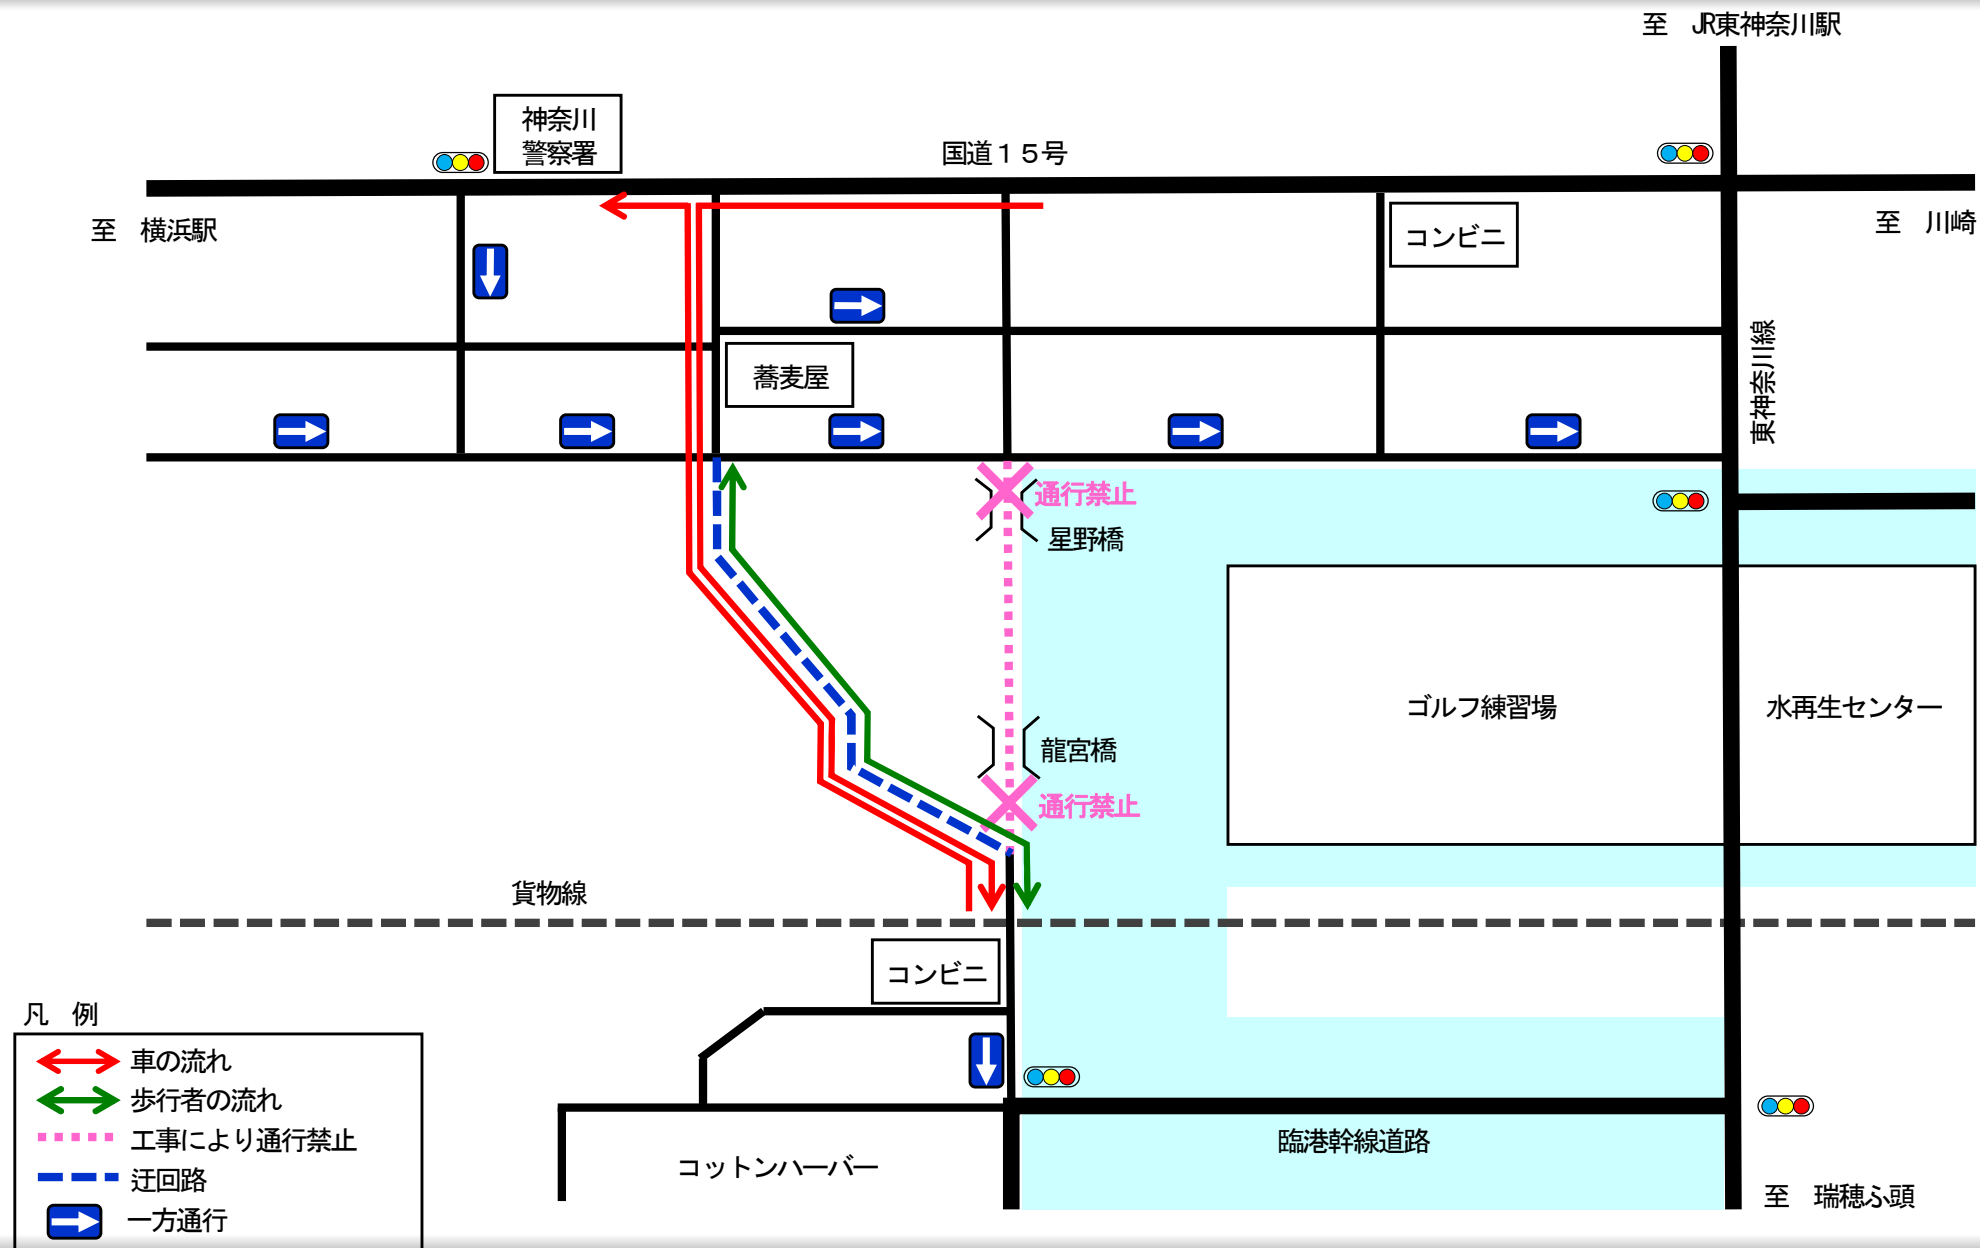 至　JR東神奈川駅
神奈川
警察署
国道１５号
至　横浜駅
至　川崎
コンビニ
蕎麦屋
東神奈川線
通行禁止
星野橋
ゴルフ練習場
水再生センター
龍宮橋
通行禁止
貨物線
コンビニ
凡　例
車の流れ
歩行者の流れ
工事により通行禁止
迂回路
一方通行
コットンハーバー
臨港幹線道路
至　瑞穂ふ頭